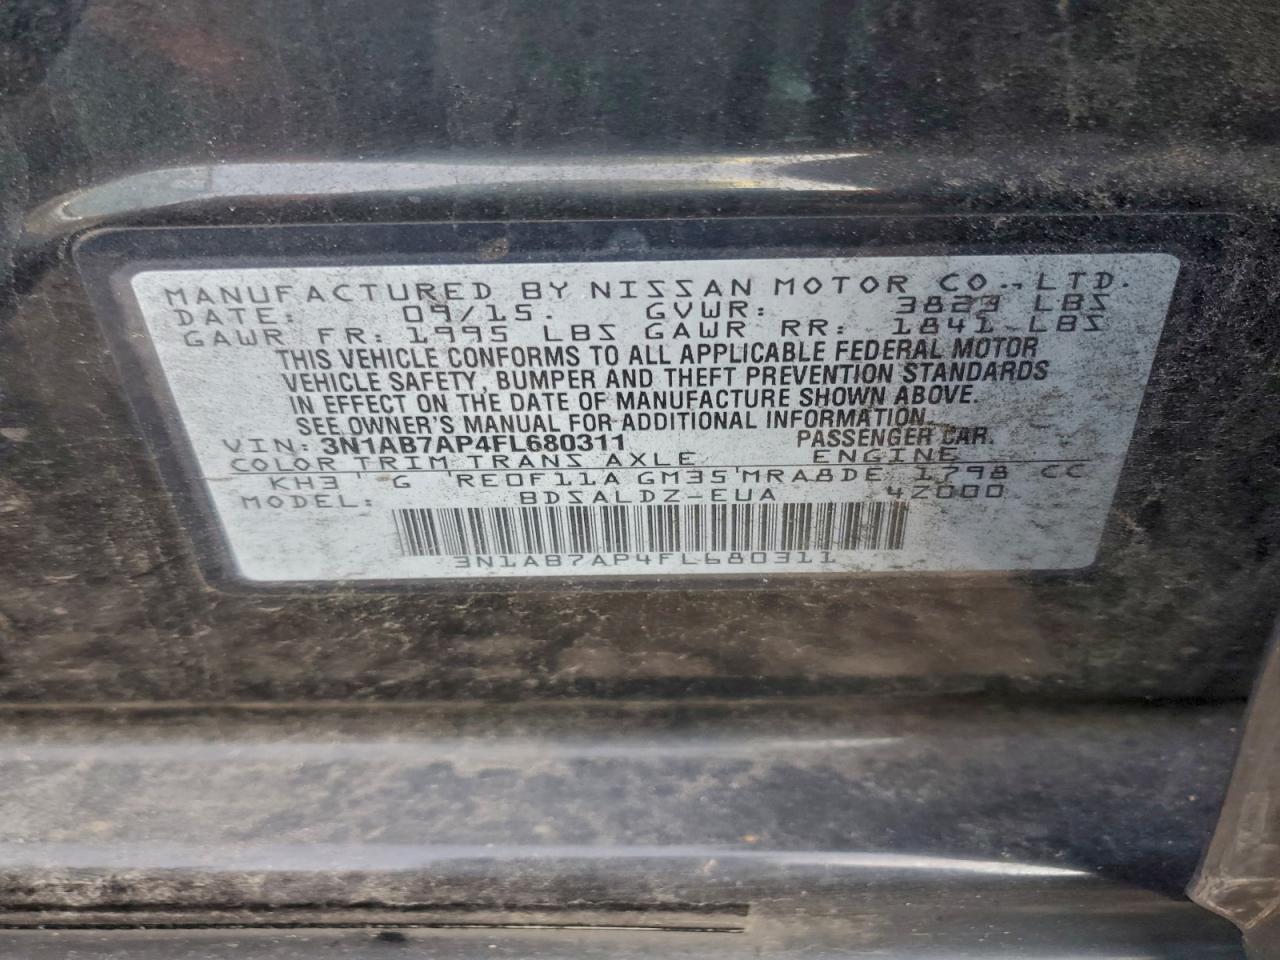 MANUFACTURED BY NISSAN MOTOR CO., LTD.
DATE: 09/15. GVWR: 3823 LBS
GAWR FR: 1995 LBS GAWR RR: 1841 LBS
THIS VEHICLE CONFORMS TO ALL APPLICABLE FEDERAL MOTOR
VEHICLE SAFETY, BUMPER AND THEFT PREVENTION STANDARDS
IN EFFECT ON THE DATE OF MANUFACTURE SHOWN ABOVE.
SEE OWNER'S MANUAL FOR ADDITIONAL INFORMATION.
VIN: 3N1AB7AP4FL680311 PASSENGER CAR.
COLOR TRIM TRANS AXLE ENGINE
KH3 ' G ' RE0F11A GM35 ' MRA8DE 1798 CC
MODEL: BDSALDZ-EUA 4Z000
3N1AB7AP4FL680311